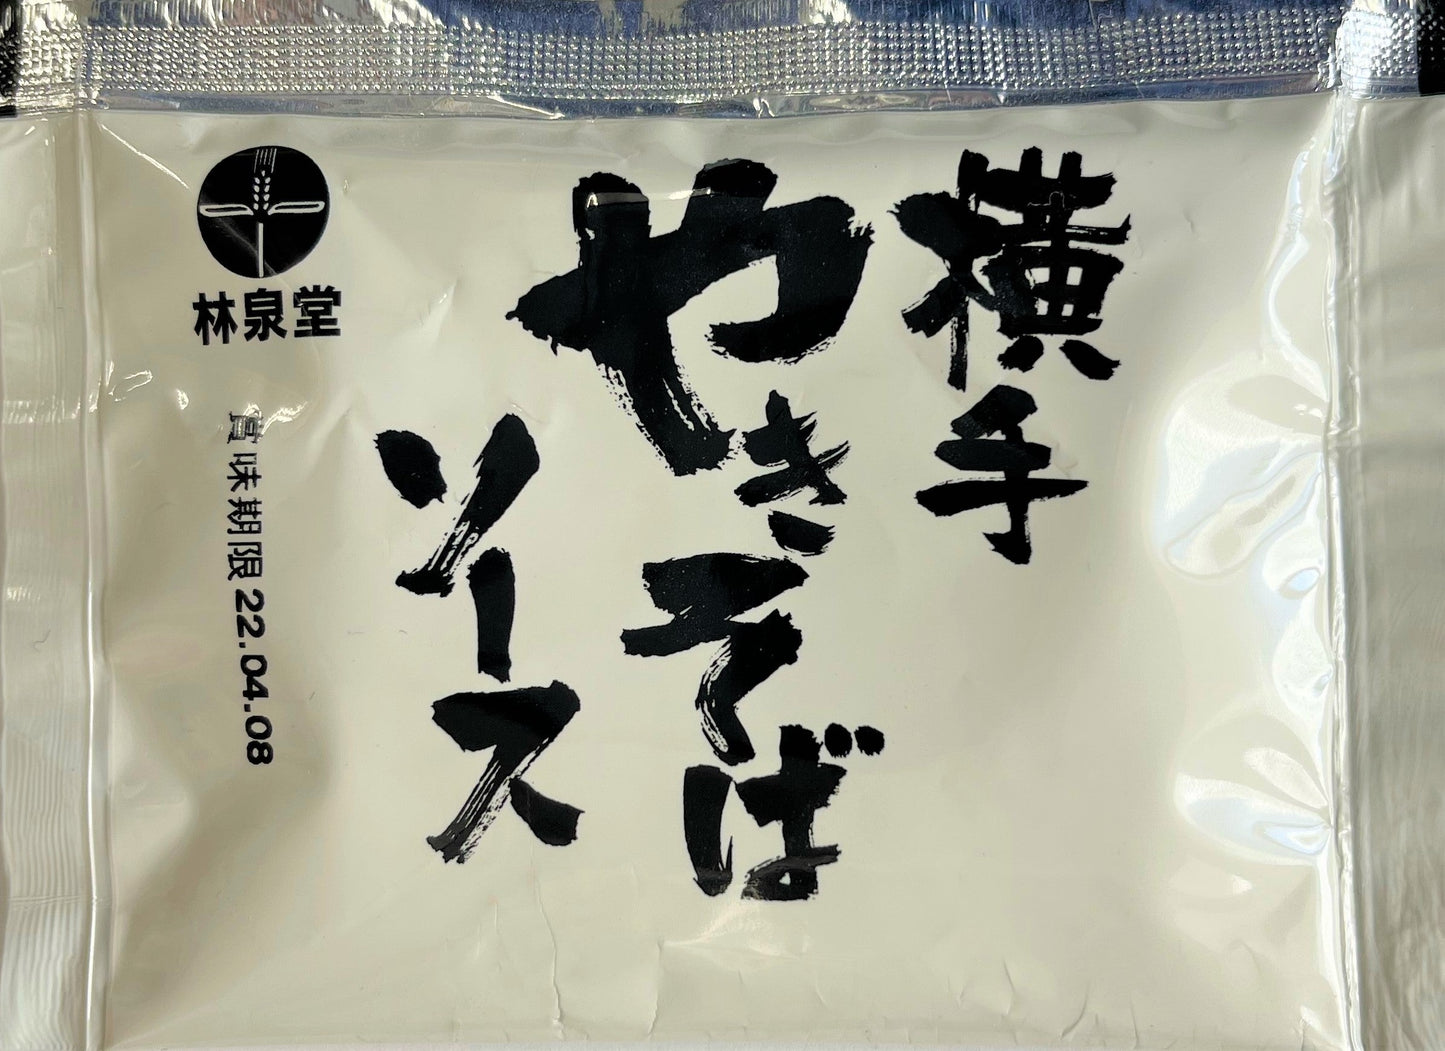 横手
やきそば
ソース
林泉堂
賞味期限 22.04.08